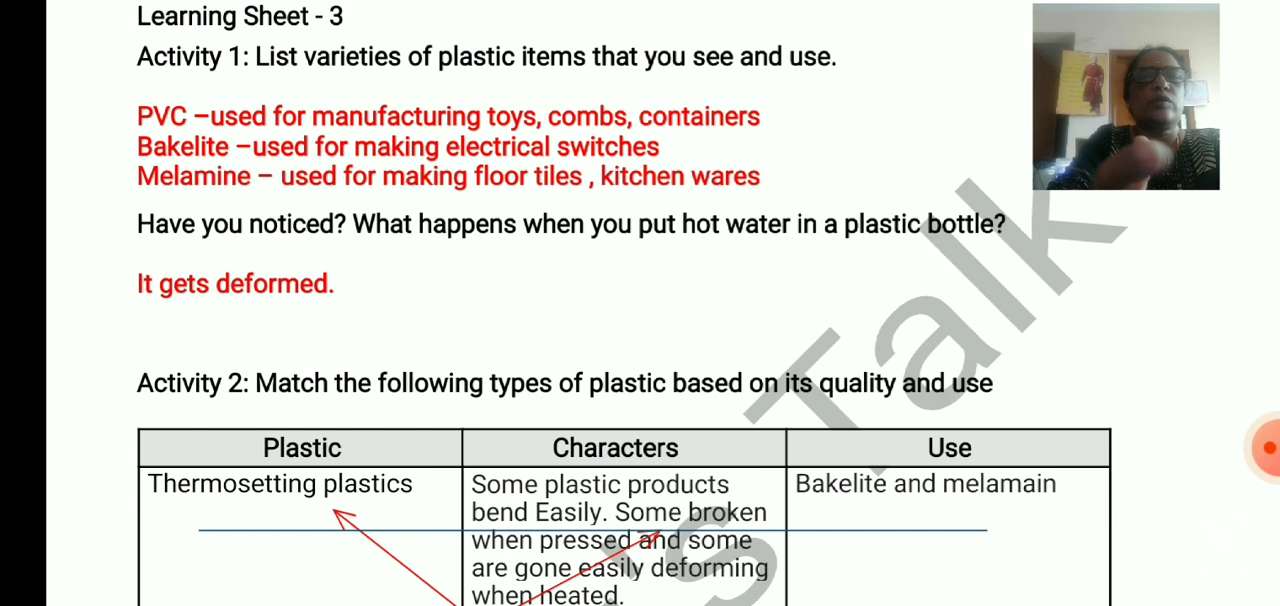 Learning Sheet - 3
Activity 1: List varieties of plastic items that you see and use.
PVC –used for manufacturing toys, combs, containers
Bakelite –used for making electrical switches
Melamine – used for making floor tiles , kitchen wares
Have you noticed? What happens when you put hot water in a plastic bottle?
It gets deformed.
Activity 2: Match the following types of plastic based on its quality and use
Plastic Characters Use
Thermosetting plastics
Some plastic products
bend Easily. Some broken
when pressed and some
are gone easily deforming
when heated.
Bakelite and melamain
's Talk